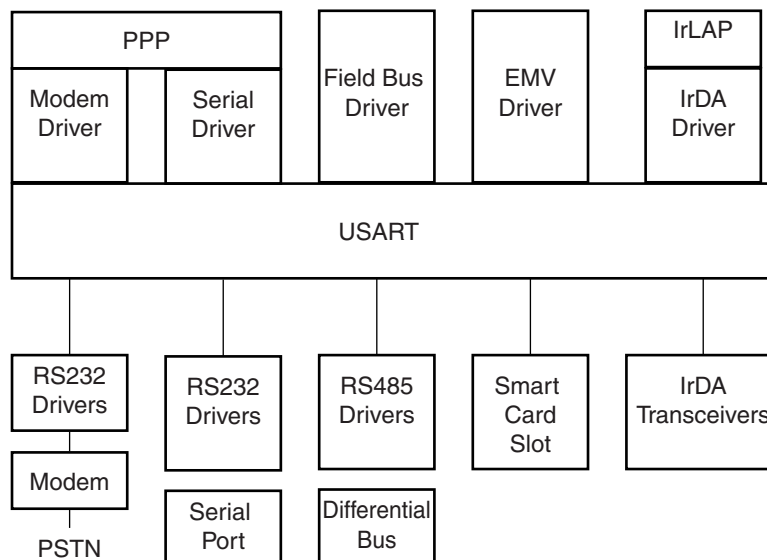 PPP
Modem
Driver
Serial
Driver
Field Bus
Driver
EMV
Driver
IrLAP
IrDA
Driver
USART
RS232
Drivers
Modem
PSTN
RS232
Drivers
Serial
Port
RS485
Drivers
Differential
Bus
Smart
Card
Slot
IrDA
Transceivers